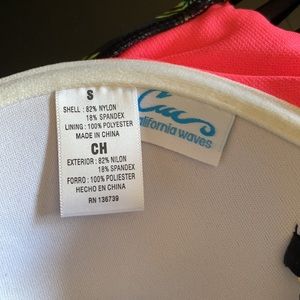 S
SHELL : 82% NYLON
18% SPANDEX
LINING : 100% POLYESTER
MADE IN CHINA
CH
EXTERIOR : 82% NILON
18% SPANDEX
FORRO : 100% POLIESTER
HECHO EN CHINA
RN 136739
california waves